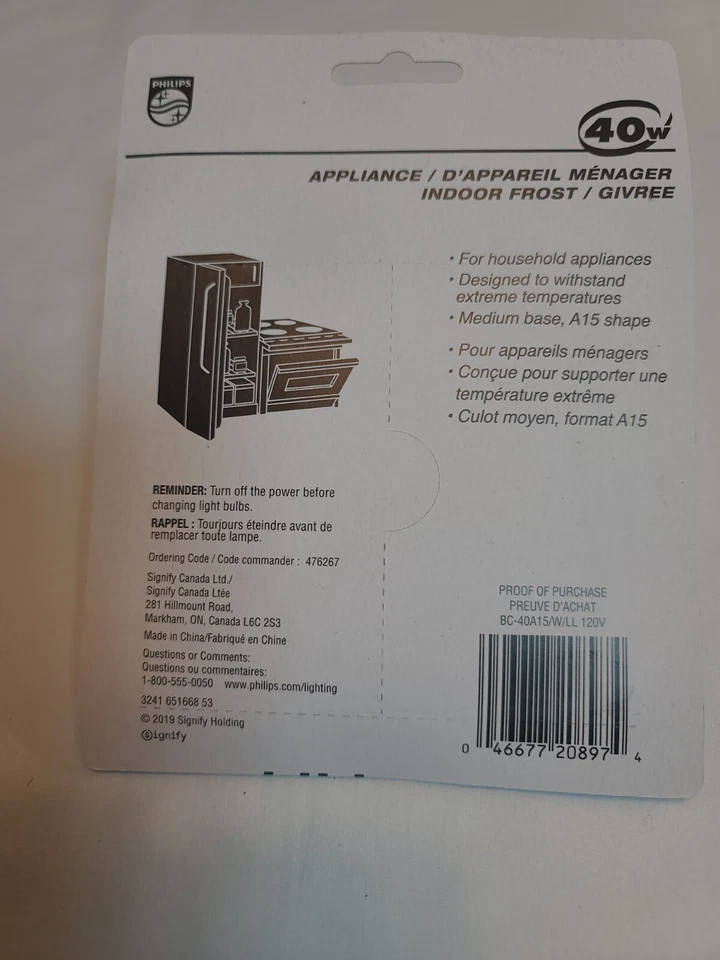 PHILIPS
40w
APPLIANCE / D'APPAREIL MÉNAGER
INDOOR FROST / GIVREE
• For household appliances
• Designed to withstand
extreme temperatures
• Medium base, A15 shape
• Pour appareils ménagers
• Conçue pour supporter une
température extrême
• Culot moyen, format A15
REMINDER: Turn off the power before
changing light bulbs.
RAPPEL : Tourjours éteindre avant de
remplacer toute lampe.
Ordering Code / Code commander : 476267
Signify Canada Ltd./
Signify Canada Ltée
281 Hillmount Road,
Markham, ON, Canada L6C 2S3
Made in China/Fabriqué en Chine
Questions or Comments:
Questions ou commentaires:
1-800-555-0050 www.philips.com/lighting
3241 651668 53
© 2019 Signify Holding
Signify
PROOF OF PURCHASE
PREUVE D'ACHAT
BC-40A15/W/LL 120V
0 46677 20897 4